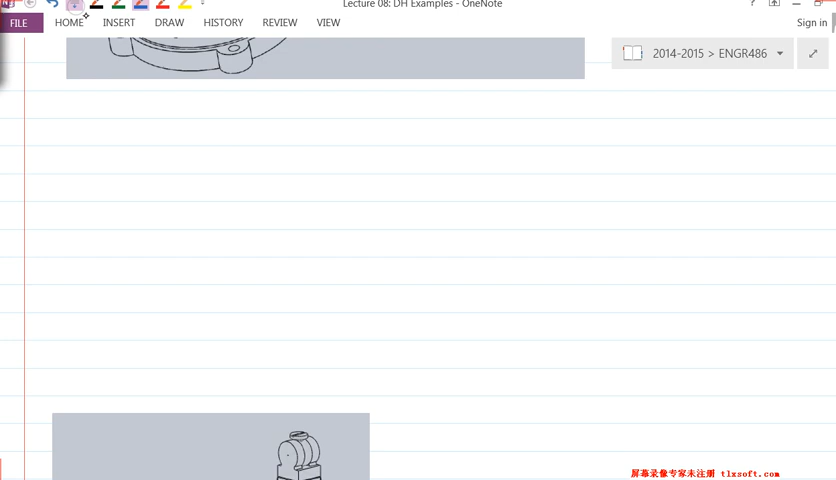 Lecture 08: DH Examples - OneNote
FILE HOME INSERT DRAW HISTORY REVIEW VIEW Sign in
2014-2015 > ENGR486
屏幕录像专家未注册 tlxsoft.com